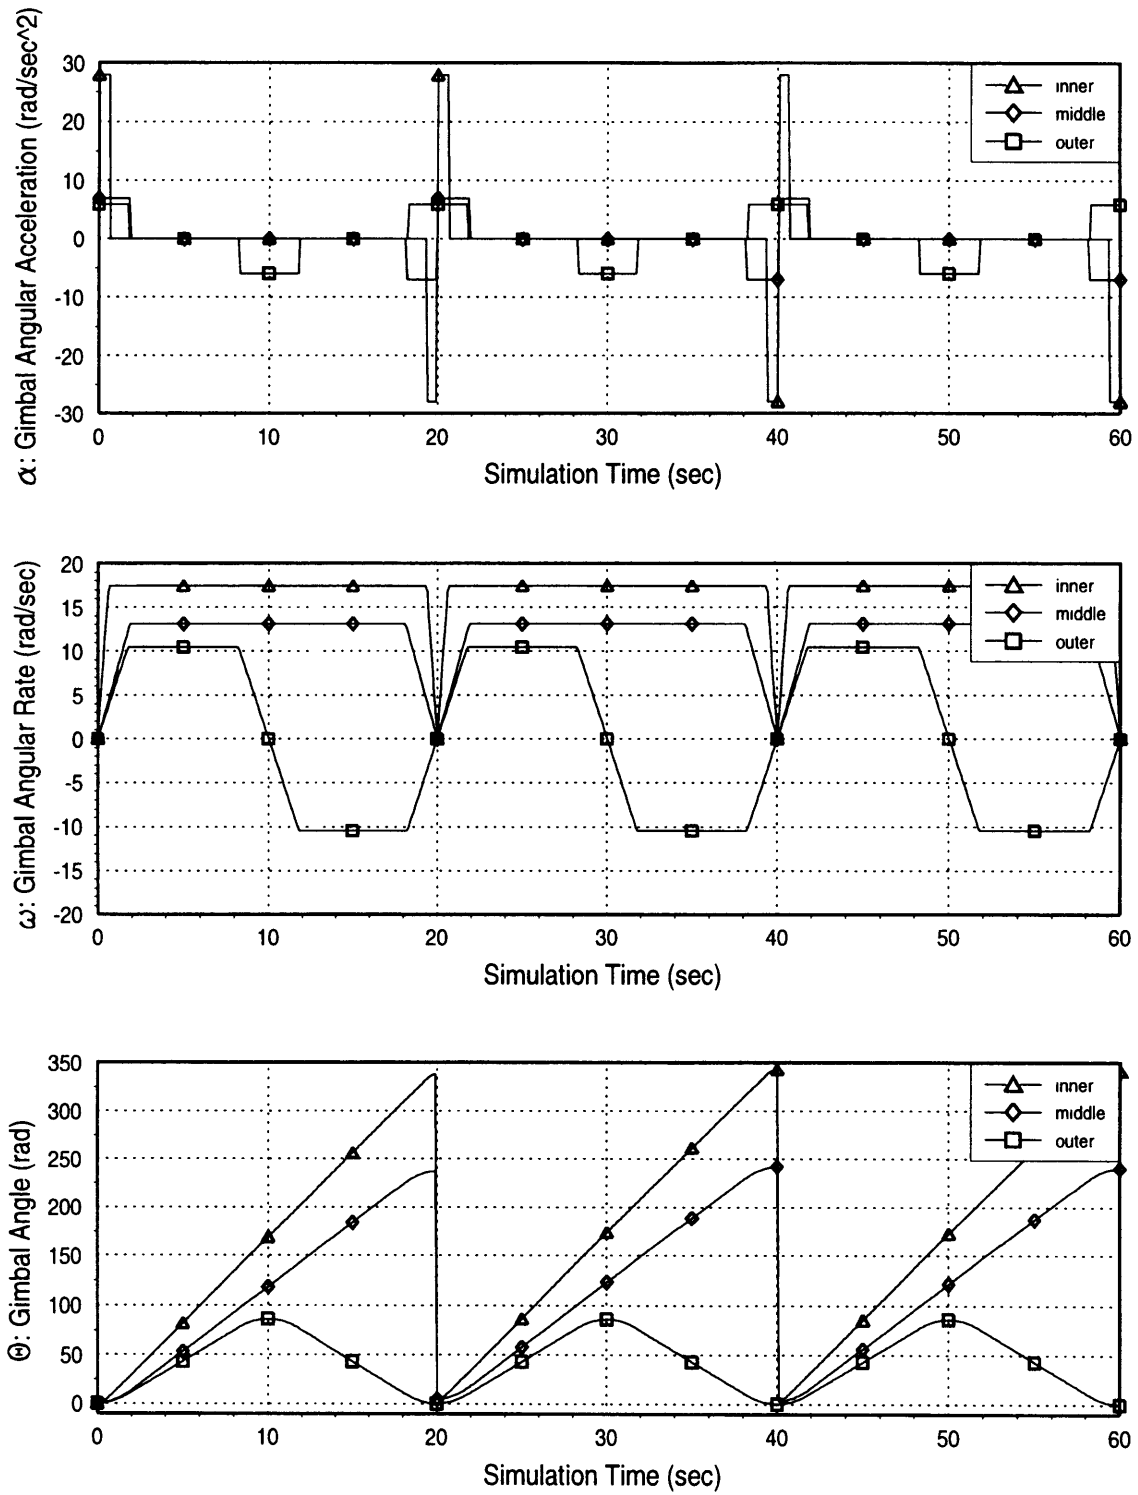 α: Gimbal Angular Acceleration (rad/sec^2)
30
20
10
0
-10
-20
-30
inner
middle
outer
0 10 20 30 40 50 60
Simulation Time (sec)
ω: Gimbal Angular Rate (rad/sec)
20
15
10
5
0
-5
-10
-15
-20
inner
middle
outer
0 10 20 30 40 50 60
Simulation Time (sec)
Θ: Gimbal Angle (rad)
350
300
250
200
150
100
50
0
inner
middle
outer
0 10 20 30 40 50 60
Simulation Time (sec)